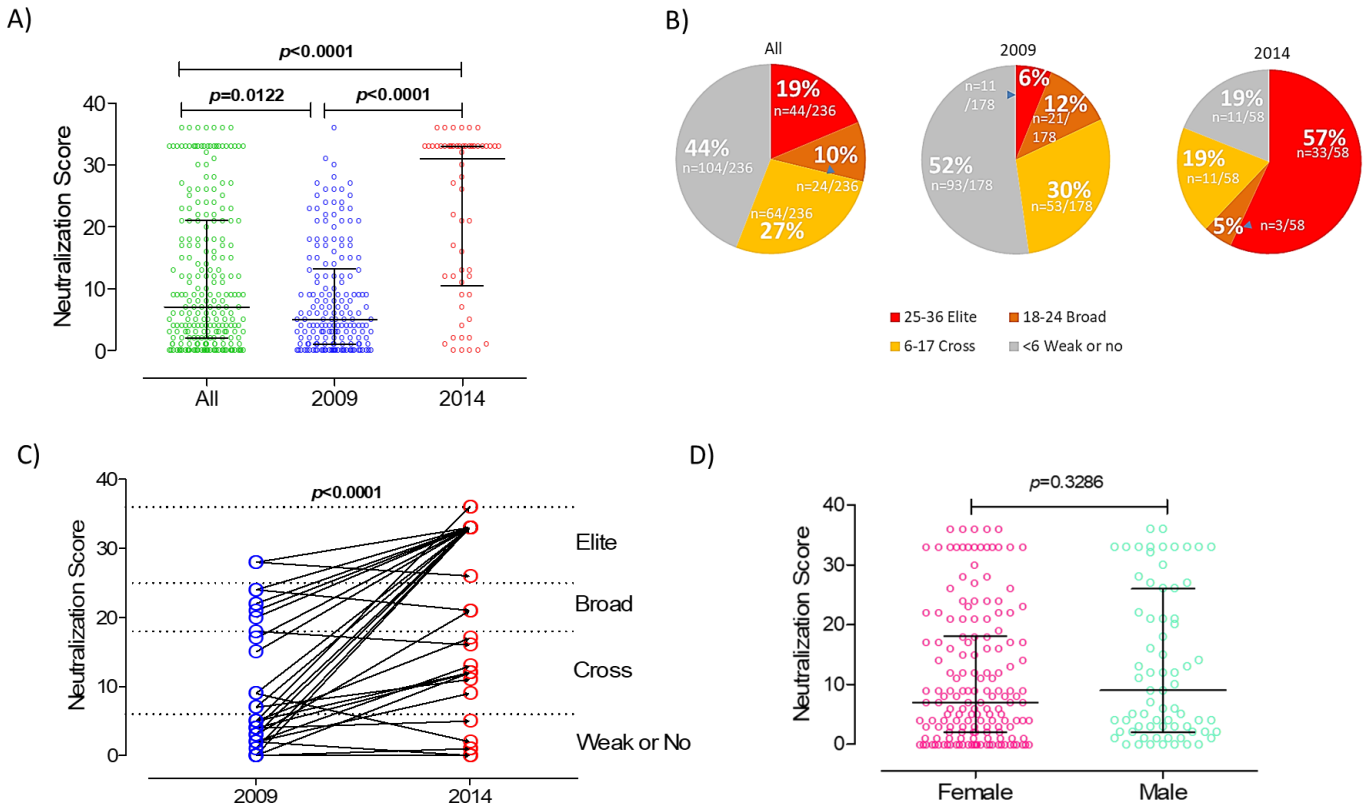 A)
p<0.0001
p=0.0122
p<0.0001
Neutralization Score
40
30
20
10
0
All
2009
2014
B)
All
19%
n=44/236
10%
n=24/236
n=64/236
27%
44%
n=104/236
2009
6%
n=11
/178
12%
n=21/
178
30%
n=53/178
52%
n=93/178
2014
57%
n=33/58
5%
n=3/58
19%
n=11/58
19%
n=11/58
25-36 Elite
18-24 Broad
6-17 Cross
<6 Weak or no
C)
p<0.0001
Neutralization Score
40
30
20
10
0
Elite
Broad
Cross
Weak or No
2009
2014
D)
p=0.3286
Neutralization Score
40
30
20
10
0
Female
Male